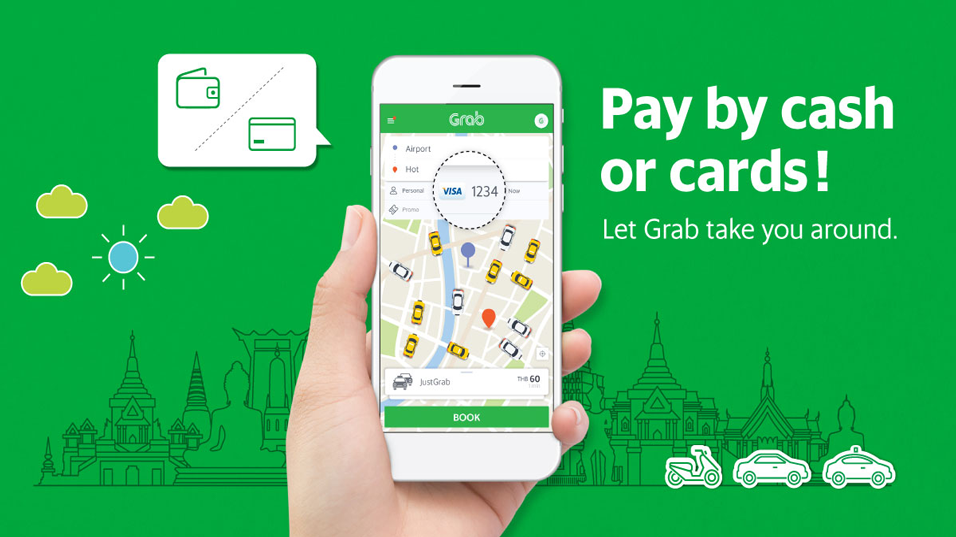 Pay by cash
or cards!
Let Grab take you around.
Grab
G
Airport
Hot
Personal
VISA 1234
Now
Promo
JustGrab
THB 60
BOOK